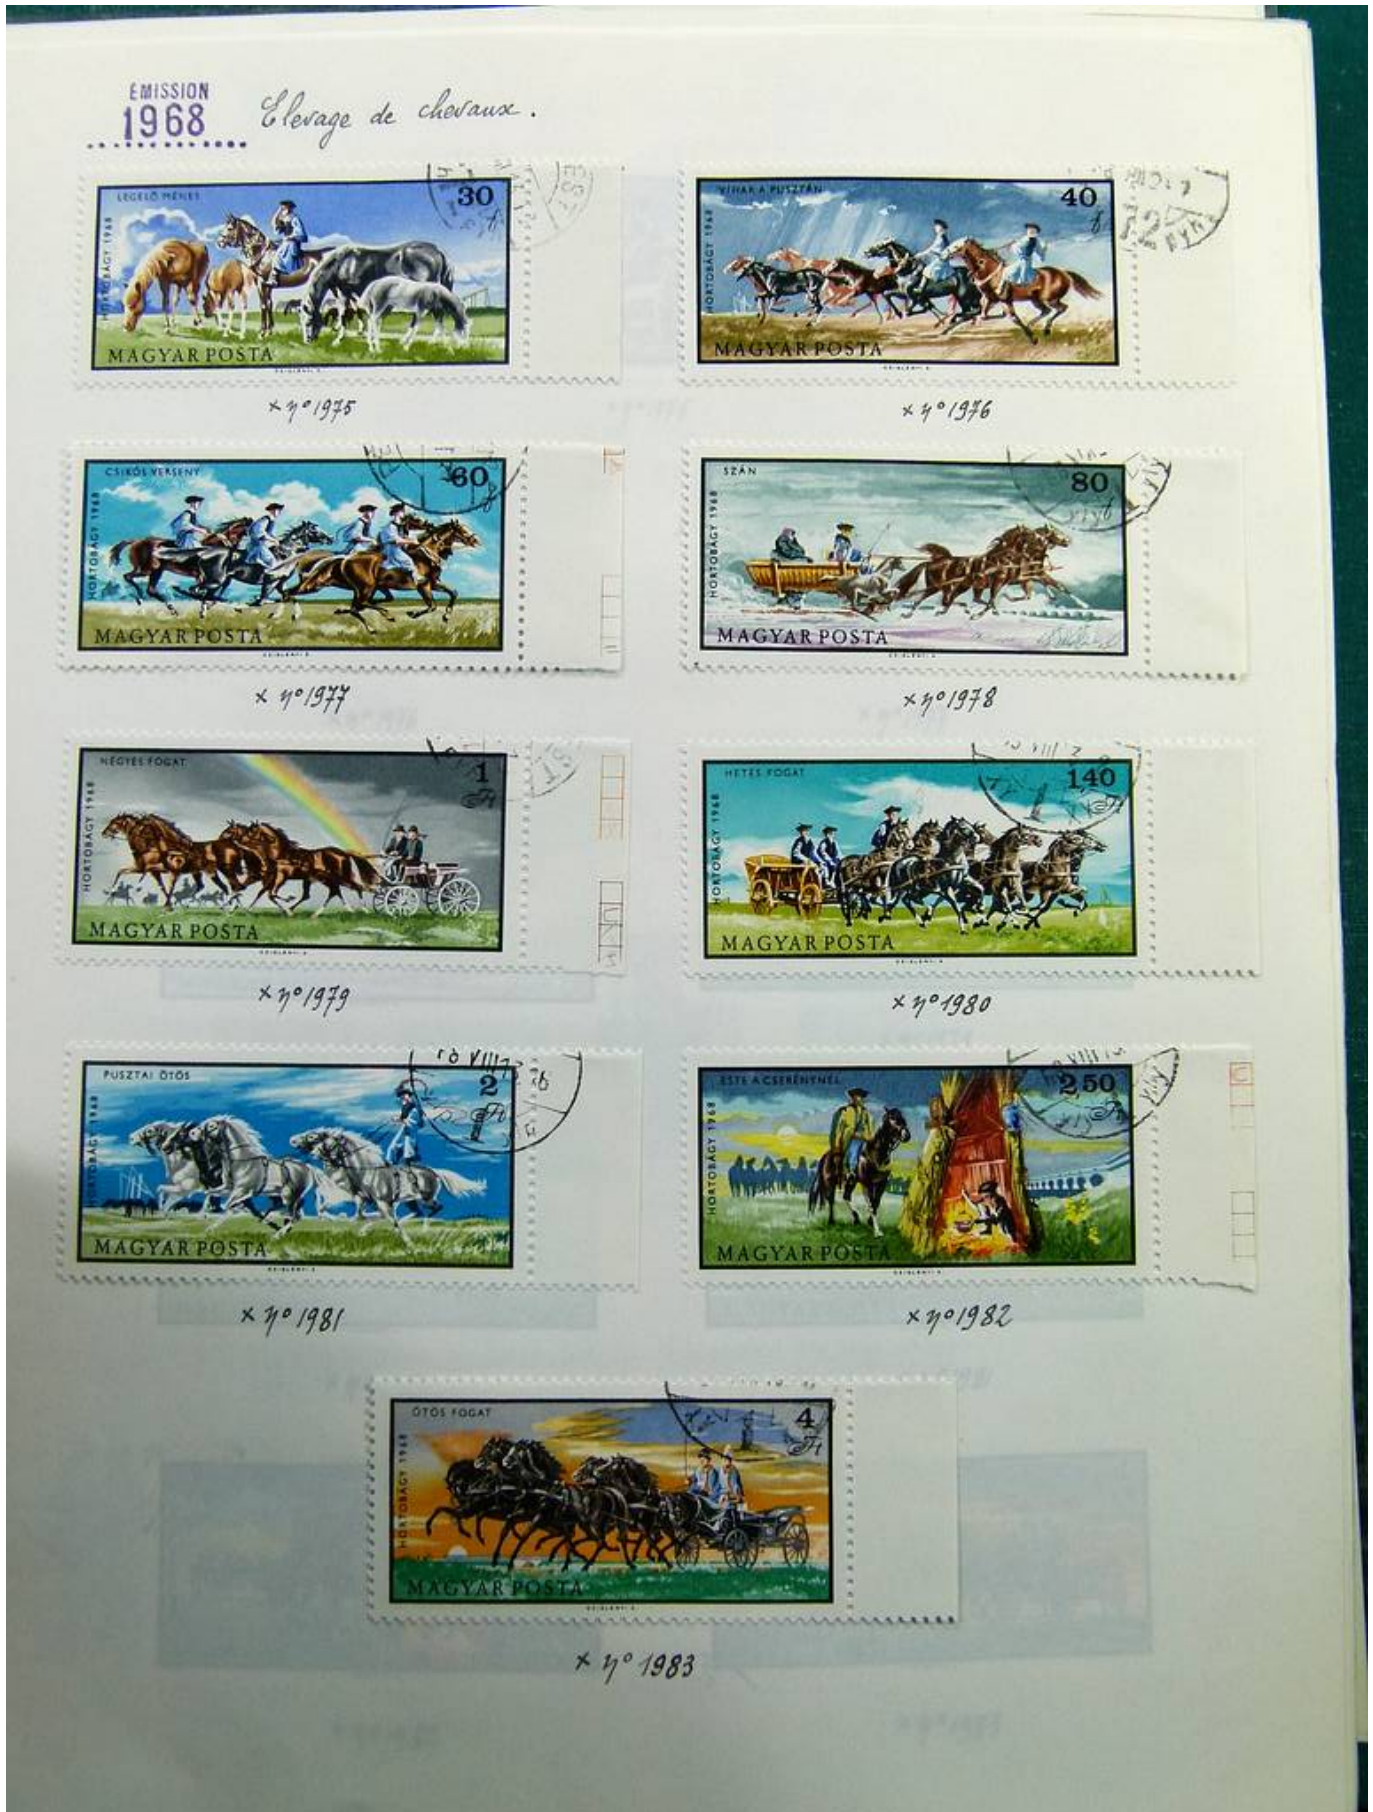 ÉMISSION
1968 Elevage de chevaux.
LEGELŐ MÉNES
30 f
HORTOBÁGY 1968
MAGYAR POSTA
x n° 1975
VIHAR A PUSZTÁN
40 f
HORTOBÁGY 1968
MAGYAR POSTA
x n° 1976
CSIKÓS VERSENY
60 f
HORTOBÁGY 1968
MAGYAR POSTA
x n° 1977
SZÁN
80 f
HORTOBÁGY 1968
MAGYAR POSTA
x n° 1978
NÉGYES FOGAT
1 Ft
HORTOBÁGY 1968
MAGYAR POSTA
x n° 1979
HETES FOGAT
140
HORTOBÁGY 1968
MAGYAR POSTA
x n° 1980
PUSZTAI ÖTÖS
2 Ft
HORTOBÁGY 1968
MAGYAR POSTA
x n° 1981
ESTE A CSERÉNYNÉL
2 50 Ft
HORTOBÁGY 1968
MAGYAR POSTA
x n° 1982
ÖTÖS FOGAT
4 Ft
HORTOBÁGY 1968
MAGYAR POSTA
x n° 1983